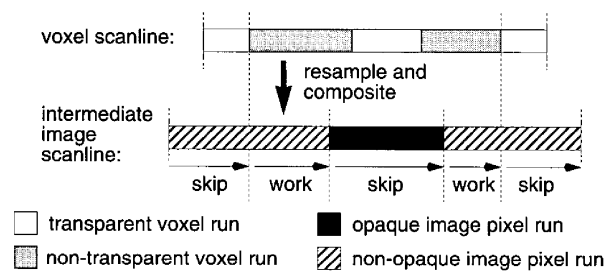 voxel scanline:
resample and
composite
intermediate
image
scanline:
skip work skip work skip
transparent voxel run opaque image pixel run
non-transparent voxel run non-opaque image pixel run